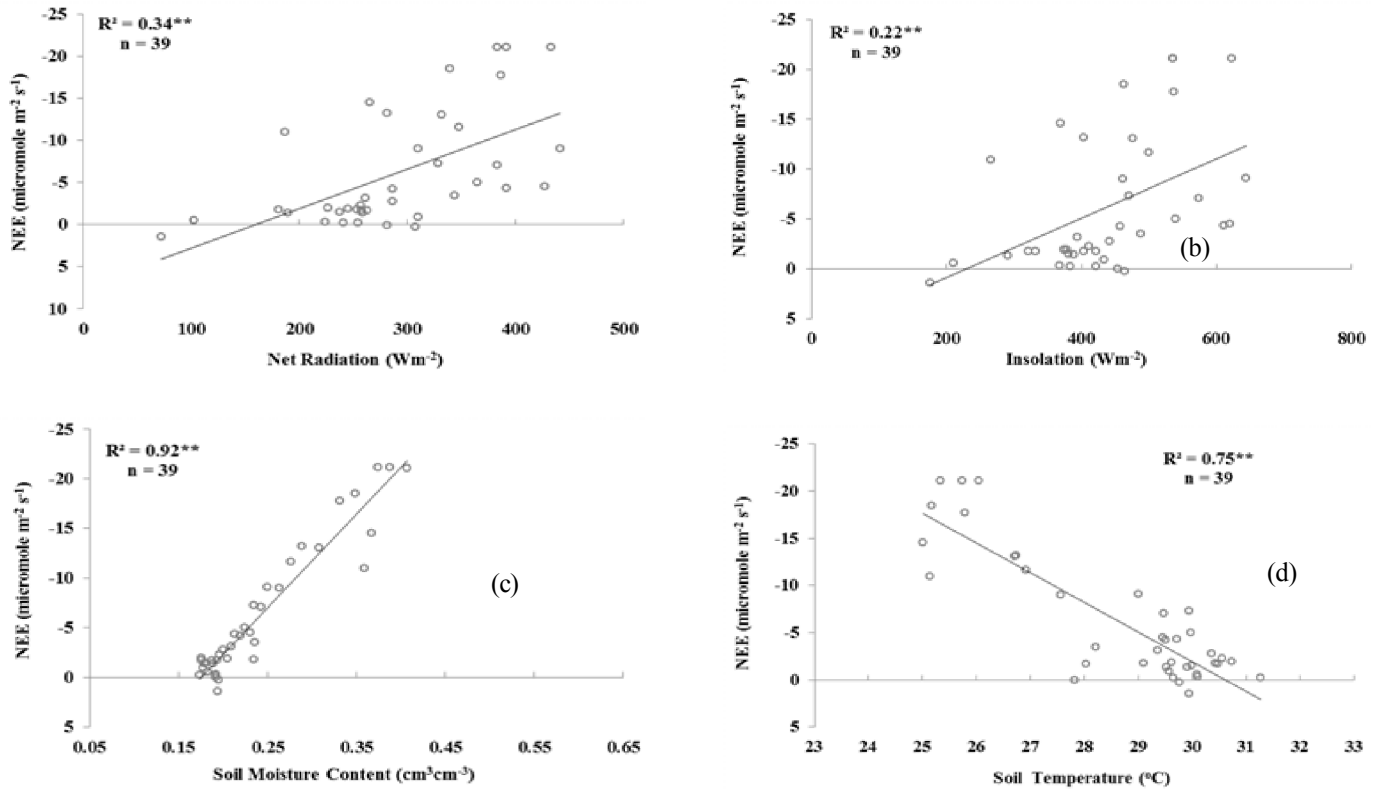 R² = 0.34**
n = 39
NEE (micromole m⁻² s⁻¹)
-25
-20
-15
-10
-5
0
5
10
0 100 200 300 400 500
Net Radiation (Wm⁻²)
R² = 0.22**
n = 39
(b)
NEE (micromole m⁻² s⁻¹)
-25
-20
-15
-10
-5
0
5
0 200 400 600 800
Insolation (Wm⁻²)
R² = 0.92**
n = 39
(c)
NEE (micromole m⁻² s⁻¹)
-25
-20
-15
-10
-5
0
5
0.05 0.15 0.25 0.35 0.45 0.55 0.65
Soil Moisture Content (cm³cm⁻³)
R² = 0.75**
n = 39
(d)
NEE (micromole m⁻² s⁻¹)
-25
-20
-15
-10
-5
0
5
23 24 25 26 27 28 29 30 31 32 33
Soil Temperature (°C)